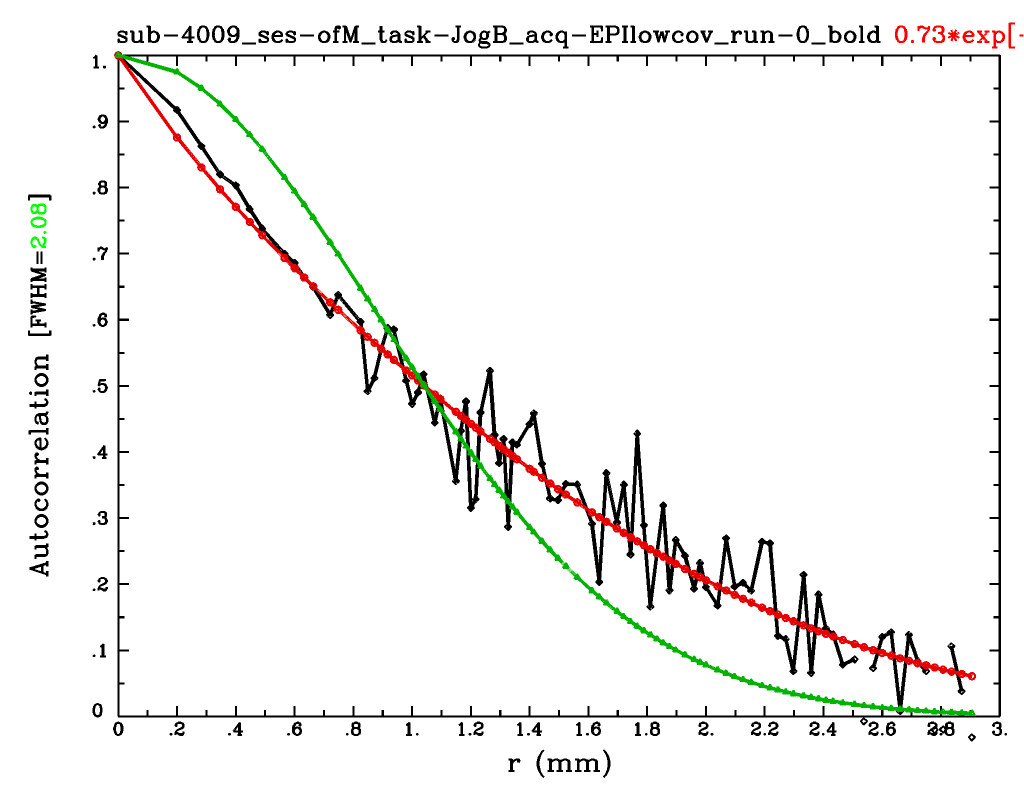 sub-4009_ses-ofM_task-JogB_acq-EPIlowcov_run-0_bold 0.73*exp[-
Autocorrelation [FWHM=2.08]
1.
.9
.8
.7
.6
.5
.4
.3
.2
.1
0
0 .2 .4 .6 .8 1. 1.2 1.4 1.6 1.8 2. 2.2 2.4 2.6 2.8 3.
r (mm)